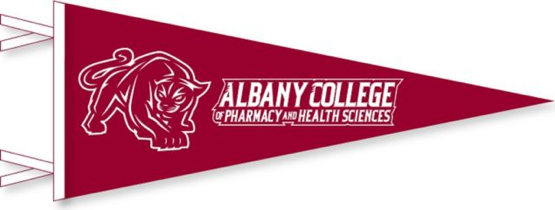 ALBANY COLLEGE
OF PHARMACY AND HEALTH SCIENCES